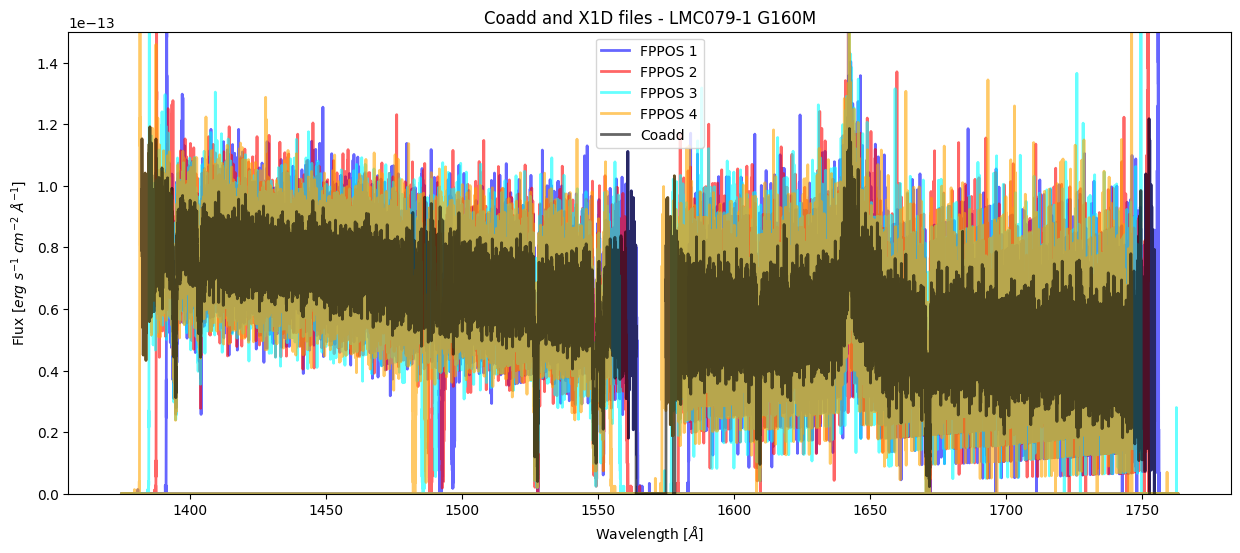 Coadd and X1D files - LMC079-1 G160M
1e−13
FPPOS 1
FPPOS 2
FPPOS 3
FPPOS 4
Coadd
1.4
1.2
1.0
0.8
0.6
0.4
0.2
0.0
Flux [erg s⁻¹ cm⁻² Å⁻¹]
1400 1450 1500 1550 1600 1650 1700 1750
Wavelength [Å]